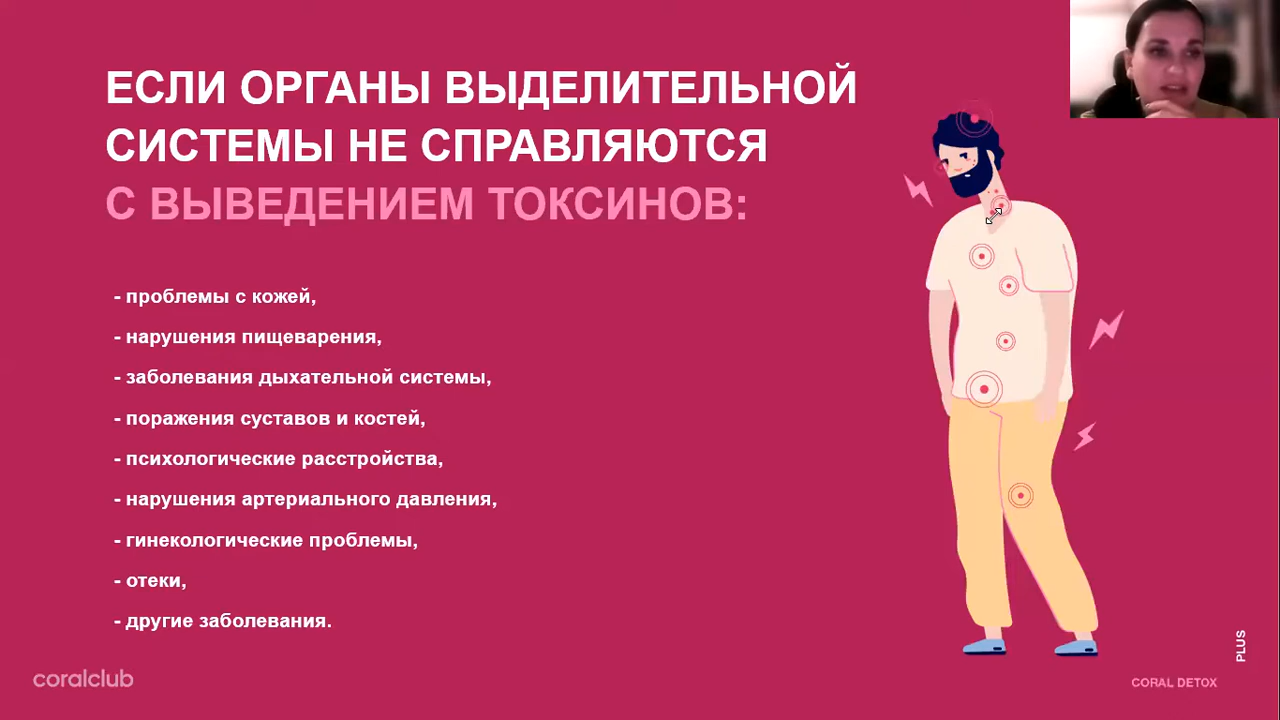 ЕСЛИ ОРГАНЫ ВЫДЕЛИТЕЛЬНОЙ
СИСТЕМЫ НЕ СПРАВЛЯЮТСЯ
С ВЫВЕДЕНИЕМ ТОКСИНОВ:
- проблемы с кожей,
- нарушения пищеварения,
- заболевания дыхательной системы,
- поражения суставов и костей,
- психологические расстройства,
- нарушения артериального давления,
- гинекологические проблемы,
- отеки,
- другие заболевания.
coralclub
CORAL DETOX
PLUS